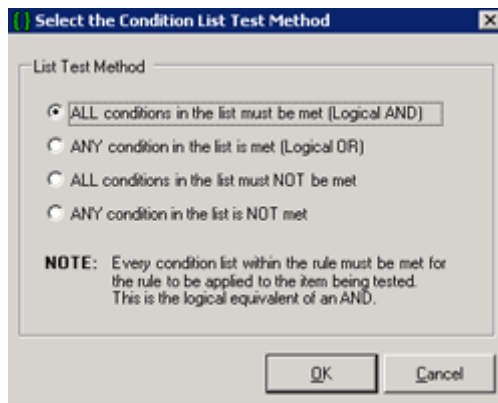 { } Select the Condition List Test Method
List Test Method
ALL conditions in the list must be met (Logical AND)
ANY condition in the list is met (Logical OR)
ALL conditions in the list must NOT be met
ANY condition in the list is NOT met
NOTE: Every condition list within the rule must be met for
the rule to be applied to the item being tested.
This is the logical equivalent of an AND.
OK Cancel